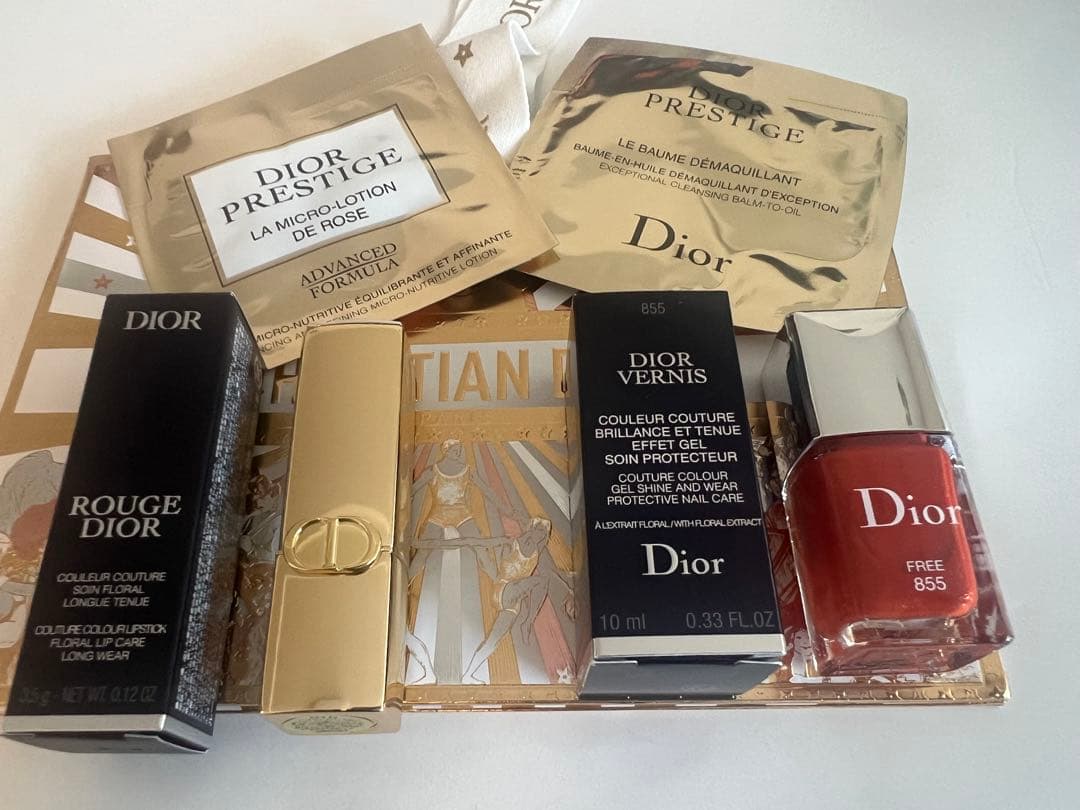 DIOR
PRESTIGE
LA MICRO-LOTION
DE ROSE
ADVANCED
FORMULA
MICRO-NUTRITIVE ÉQUILIBRANTE ET AFFINANTE
MICRO-NUTRITIVE LOTION
DIOR
PRESTIGE
LE BAUME DÉMAQUILLANT
BAUME-EN-HUILE DÉMAQUILLANT D'EXCEPTION
EXCEPTIONAL CLEANSING BALM-TO-OIL
Dior
DIOR
ROUGE
DIOR
COULEUR COUTURE
SOIN FLORAL
LONGUE TENUE
COUTURE COLOUR LIPSTICK
FLORAL LIP CARE
LONG WEAR
3.5 g - NET WT. 0.12 OZ
TIAN D
855
DIOR
VERNIS
COULEUR COUTURE
BRILLANCE ET TENUE
EFFET GEL
SOIN PROTECTEUR
COUTURE COLOUR
GEL SHINE AND WEAR
PROTECTIVE NAIL CARE
À L'EXTRAIT FLORAL / WITH FLORAL EXTRACT
Dior
10 ml 0.33 FL.OZ
Dior
FREE
855